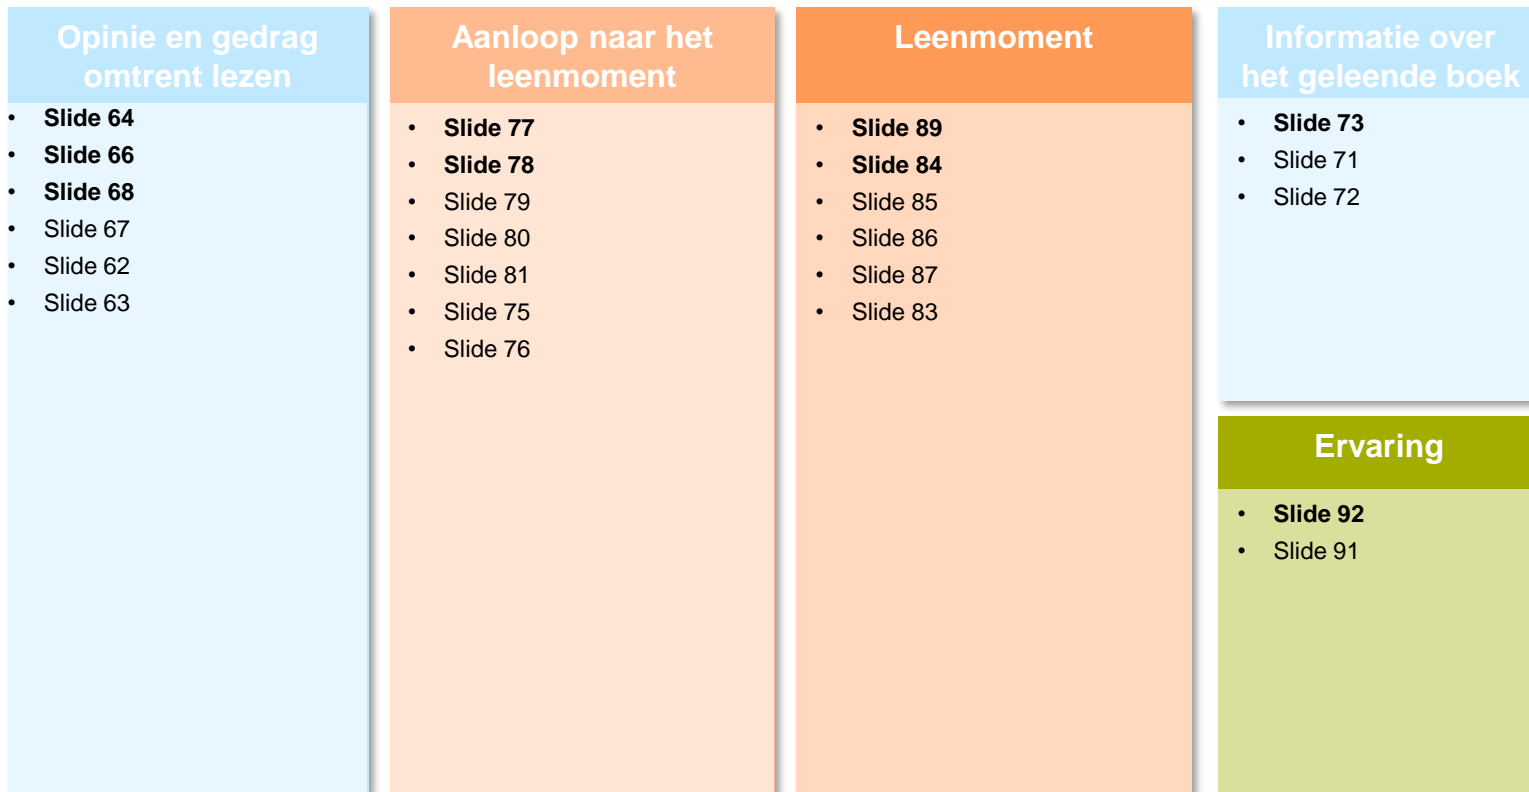 Opinie en gedrag
omtrent lezen
• Slide 64
• Slide 66
• Slide 68
• Slide 67
• Slide 62
• Slide 63
Aanloop naar het
leenmoment
• Slide 77
• Slide 78
• Slide 79
• Slide 80
• Slide 81
• Slide 75
• Slide 76
Leenmoment
• Slide 89
• Slide 84
• Slide 85
• Slide 86
• Slide 87
• Slide 83
Informatie over
het geleende boek
• Slide 73
• Slide 71
• Slide 72
Ervaring
• Slide 92
• Slide 91